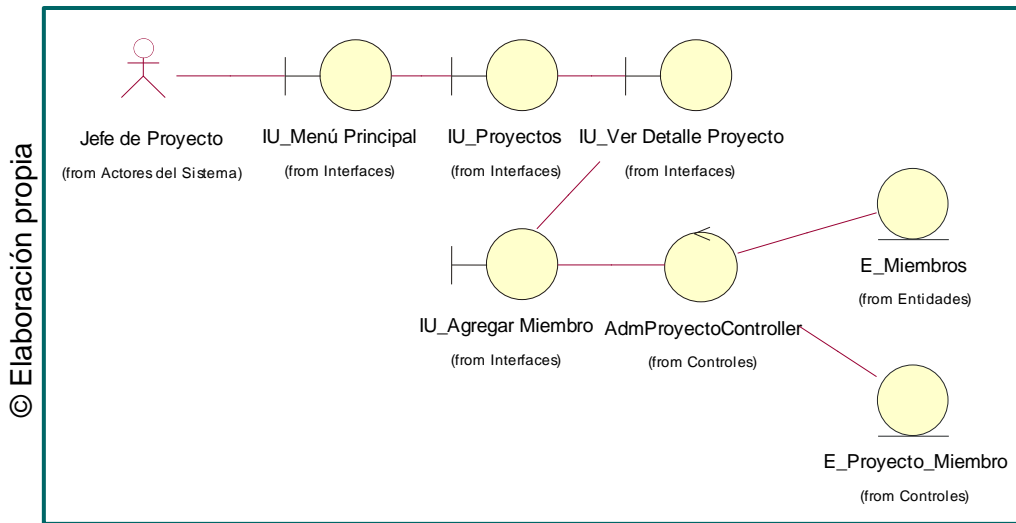 © Elaboración propia
Jefe de Proyecto
(from Actores del Sistema)
IU_Menú Principal
(from Interfaces)
IU_Proyectos
(from Interfaces)
IU_Ver Detalle Proyecto
(from Interfaces)
IU_Agregar Miembro
(from Interfaces)
AdmProyectoController
(from Controles)
E_Miembros
(from Entidades)
E_Proyecto_Miembro
(from Controles)